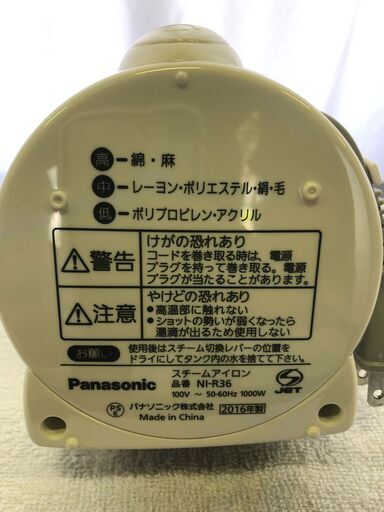 高 ― 綿・麻
中 ― レーヨン・ポリエステル・絹・毛
低 ― ポリプロピレン・アクリル
警告
けがの恐れあり
コードを巻き取る時は、電源
プラグを持って巻き取る。電源
プラグが当たることがあります。
注意
やけどの恐れあり
●高温部に触れない
●ショットの勢いが弱くなったら
湯滴が出るため使用しない
お願い
使用後はスチーム切換レバーの位置を
ドライにしてタンク内の水を捨てて下さい。
Panasonic
スチームアイロン
品番 NI-R36
100V ～ 50-60Hz 1000W
S
JET
PS
E
パナソニック株式会社
2016年製
Made in China